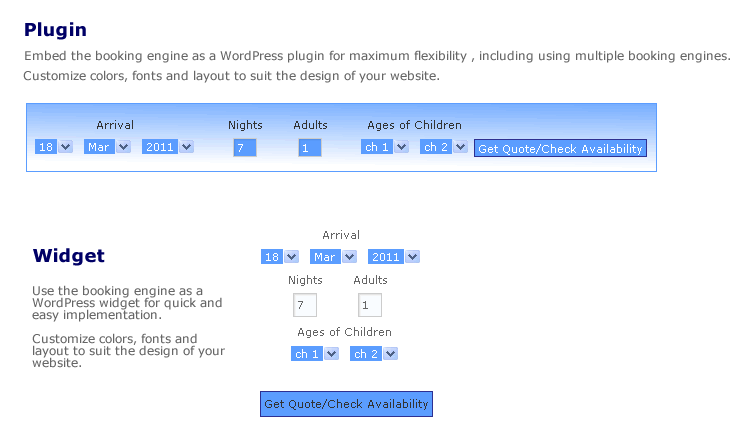 Plugin
Embed the booking engine as a WordPress plugin for maximum flexibility , including using multiple booking engines.
Customize colors, fonts and layout to suit the design of your website.
Arrival Nights Adults Ages of Children
18 Mar 2011 7 1 ch 1 ch 2 Get Quote/Check Availability
Widget
Use the booking engine as a
WordPress widget for quick and
easy implementation.
Customize colors, fonts and
layout to suit the design of your
website.
Arrival
18 Mar 2011
Nights Adults
7 1
Ages of Children
ch 1 ch 2
Get Quote/Check Availability